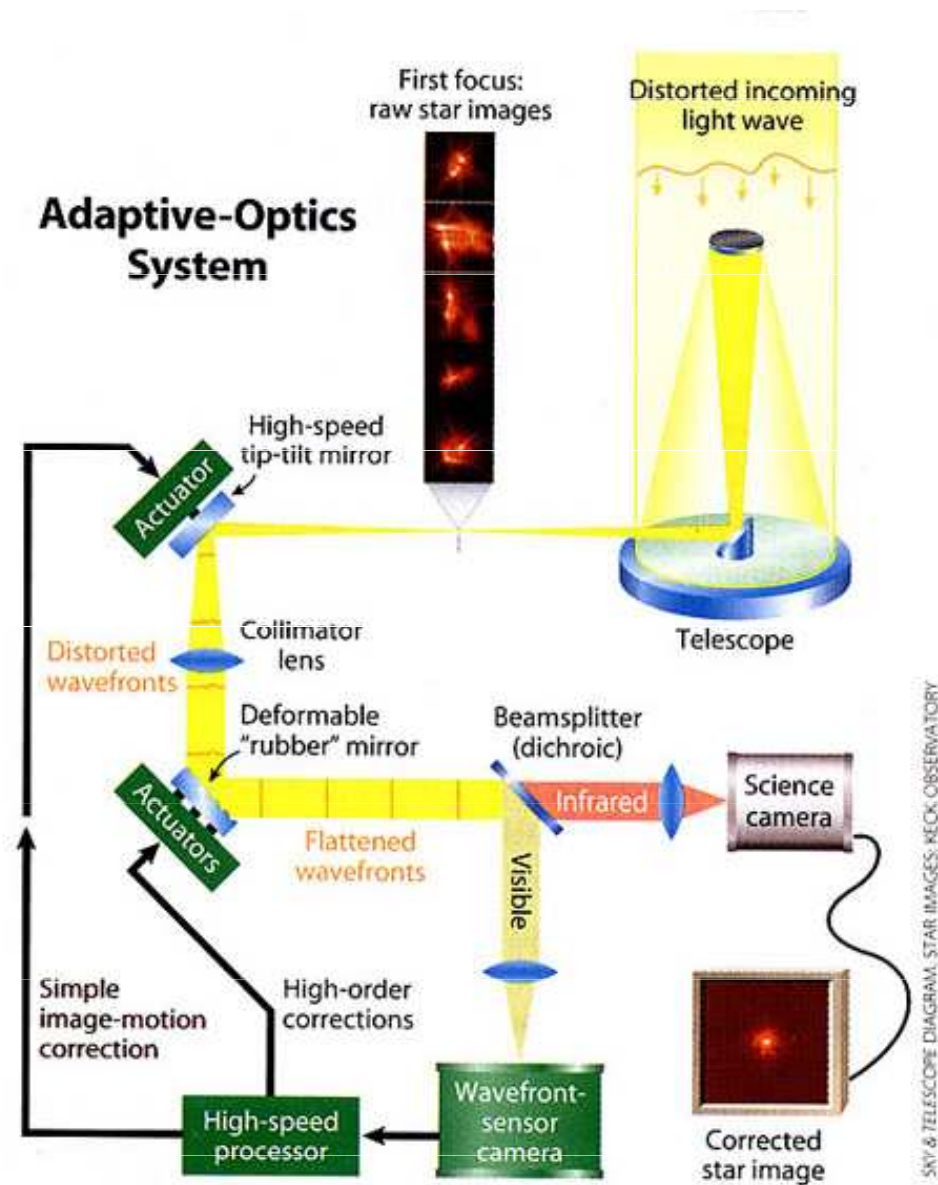 First focus:
raw star images
Distorted incoming
light wave
Adaptive-Optics
System
High-speed
tip-tilt mirror
Actuator
Telescope
Distorted
wavefronts
Collimator
lens
Deformable
"rubber" mirror
Actuators
Flattened
wavefronts
Beamsplitter
(dichroic)
Infrared
Science
camera
Visible
Simple
image-motion
correction
High-order
corrections
High-speed
processor
Wavefront-
sensor
camera
Corrected
star image
SKY & TELESCOPE DIAGRAM. STAR IMAGES: KECK OBSERVATORY